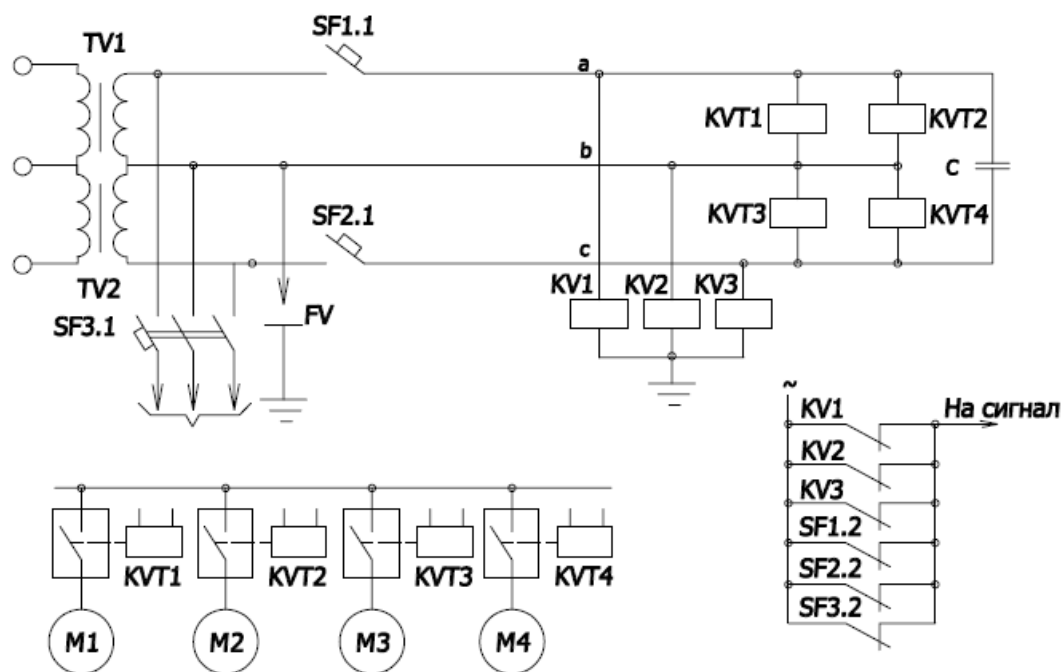 TV1
SF1.1
a
KVT1
KVT2
b
C
SF2.1
KVT3
KVT4
c
TV2
KV1
KV2
KV3
SF3.1
FV
~
KV1
На сигнал
KV2
KV3
SF1.2
SF2.2
SF3.2
KVT1
KVT2
KVT3
KVT4
M1
M2
M3
M4